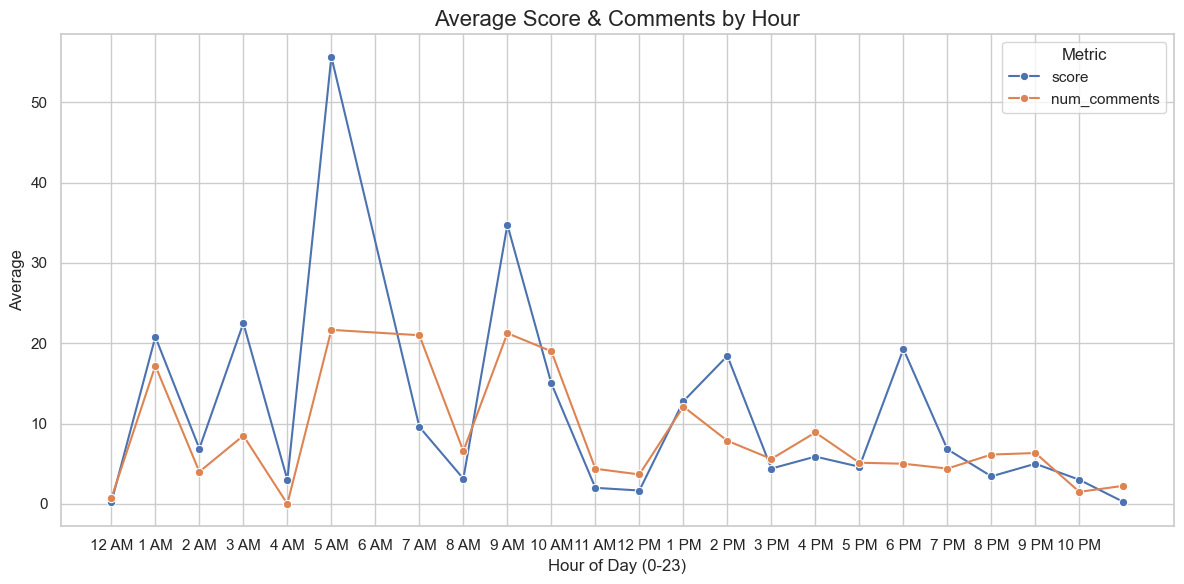 Average Score & Comments by Hour
Metric
score
num_comments
50
40
30
20
10
0
Average
12 AM 1 AM 2 AM 3 AM 4 AM 5 AM 6 AM 7 AM 8 AM 9 AM 10 AM 11 AM 12 PM 1 PM 2 PM 3 PM 4 PM 5 PM 6 PM 7 PM 8 PM 9 PM 10 PM
Hour of Day (0-23)